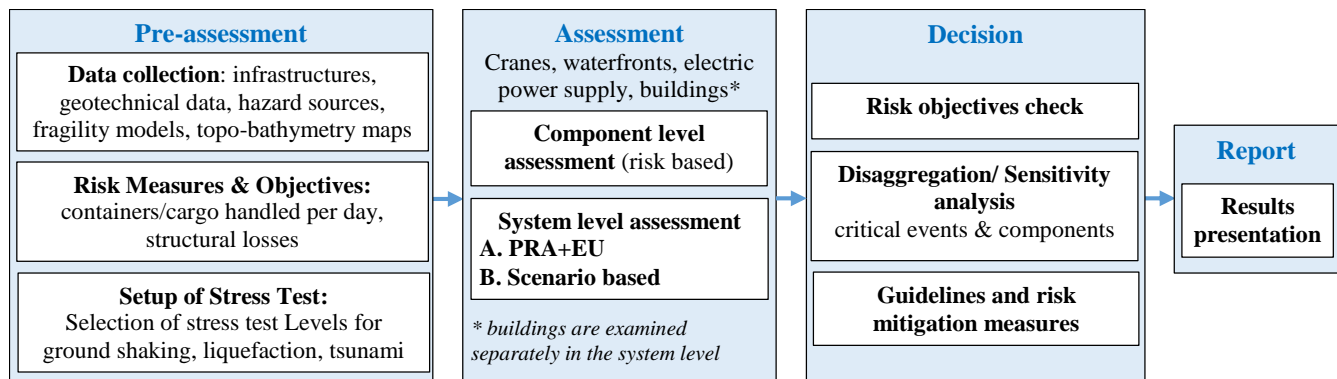 Pre-assessment
Data collection: infrastructures,
geotechnical data, hazard sources,
fragility models, topo-bathymetry maps
Risk Measures & Objectives:
containers/cargo handled per day,
structural losses
Setup of Stress Test:
Selection of stress test Levels for
ground shaking, liquefaction, tsunami
Assessment
Cranes, waterfronts, electric
power supply, buildings*
Component level
assessment (risk based)
System level assessment
A. PRA+EU
B. Scenario based
* buildings are examined
separately in the system level
Decision
Risk objectives check
Disaggregation/ Sensitivity
analysis
critical events & components
Guidelines and risk
mitigation measures
Report
Results
presentation